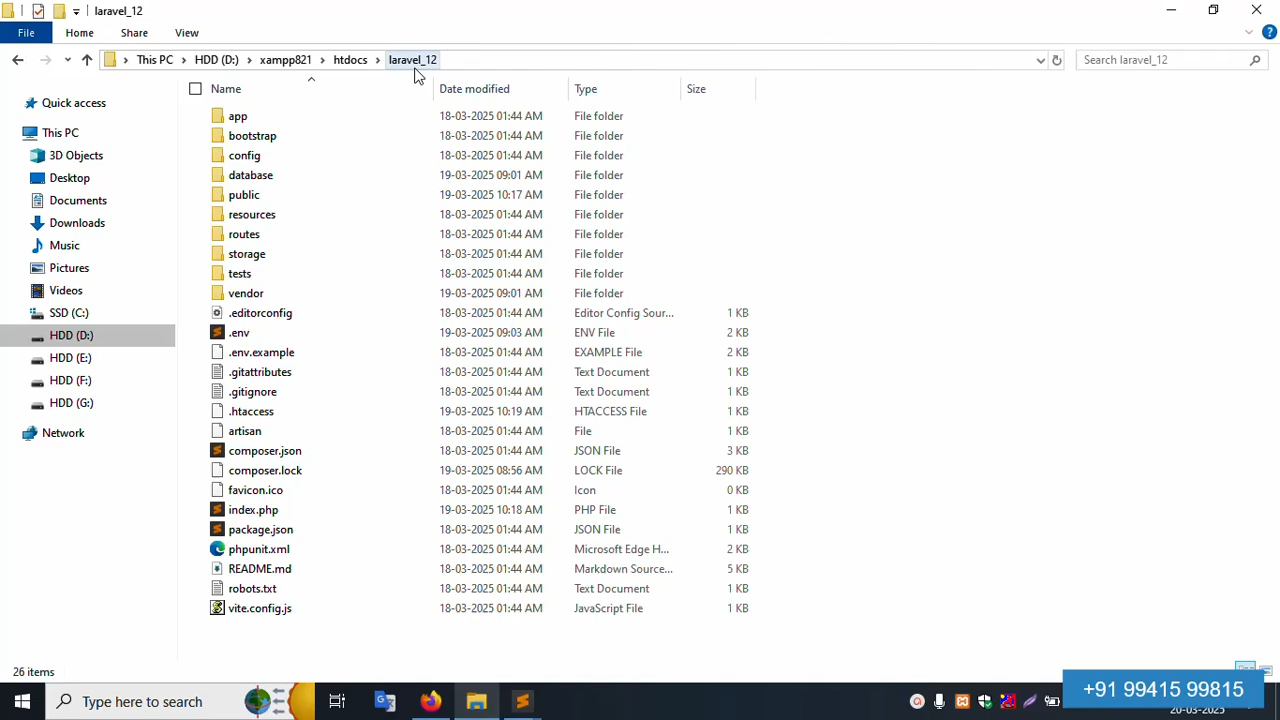 laravel_12
File Home Share View
This PC HDD (D:) xampp821 htdocs laravel_12
Search laravel_12
Name Date modified Type Size
Quick access
This PC
3D Objects
Desktop
Documents
Downloads
Music
Pictures
Videos
SSD (C:)
HDD (D:)
HDD (E:)
HDD (F:)
HDD (G:)
Network
app 18-03-2025 01:44 AM File folder
bootstrap 18-03-2025 01:44 AM File folder
config 18-03-2025 01:44 AM File folder
database 19-03-2025 09:01 AM File folder
public 19-03-2025 10:17 AM File folder
resources 18-03-2025 01:44 AM File folder
routes 18-03-2025 01:44 AM File folder
storage 18-03-2025 01:44 AM File folder
tests 18-03-2025 01:44 AM File folder
vendor 19-03-2025 09:01 AM File folder
.editorconfig 18-03-2025 01:44 AM Editor Config Sour... 1 KB
.env 19-03-2025 09:03 AM ENV File 2 KB
.env.example 18-03-2025 01:44 AM EXAMPLE File 2 KB
.gitattributes 18-03-2025 01:44 AM Text Document 1 KB
.gitignore 18-03-2025 01:44 AM Text Document 1 KB
.htaccess 19-03-2025 10:19 AM HTACCESS File 1 KB
artisan 18-03-2025 01:44 AM File 1 KB
composer.json 18-03-2025 01:44 AM JSON File 3 KB
composer.lock 19-03-2025 08:56 AM LOCK File 290 KB
favicon.ico 18-03-2025 01:44 AM Icon 0 KB
index.php 19-03-2025 10:18 AM PHP File 1 KB
package.json 18-03-2025 01:44 AM JSON File 1 KB
phpunit.xml 18-03-2025 01:44 AM Microsoft Edge H... 2 KB
README.md 18-03-2025 01:44 AM Markdown Source... 5 KB
robots.txt 18-03-2025 01:44 AM Text Document 1 KB
vite.config.js 18-03-2025 01:44 AM JavaScript File 1 KB
26 items
Type here to search
+91 99415 99815
20-03-2025